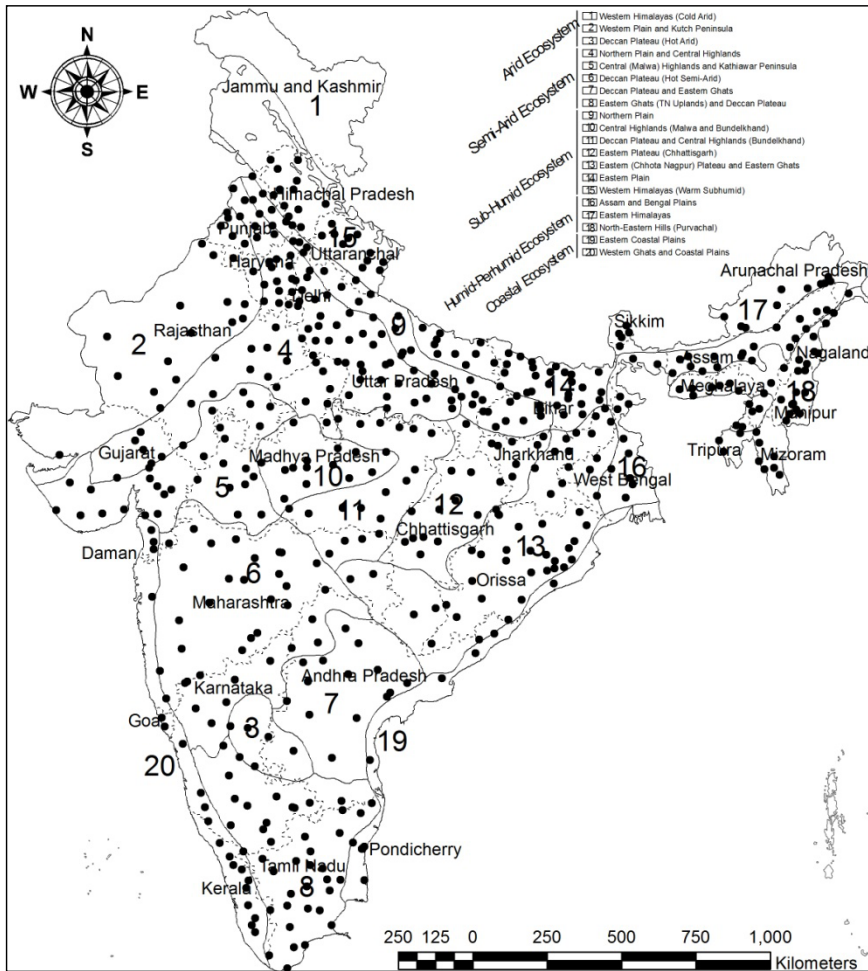 N
W E
S
Arid Ecosystem
Semi-Arid Ecosystem
Sub-Humid Ecosystem
Humid-Perhumid Ecosystem
Coastal Ecosystem
1 Western Himalayas (Cold Arid)
2 Western Plain and Kutch Peninsula
3 Deccan Plateau (Hot Arid)
4 Northern Plain and Central Highlands
5 Central (Malwa) Highlands and Kathiawar Peninsula
6 Deccan Plateau (Hot Semi-Arid)
7 Deccan Plateau and Eastern Ghats
8 Eastern Ghats (TN Uplands) and Deccan Plateau
9 Northern Plain
10 Central Highlands (Malwa and Bundelkhand)
11 Deccan Plateau and Central Highlands (Bundelkhand)
12 Eastern Plateau (Chhattisgarh)
13 Eastern (Chhota Nagpur) Plateau and Eastern Ghats
14 Eastern Plain
15 Western Himalayas (Warm Subhumid)
16 Assam and Bengal Plains
17 Eastern Himalayas
18 North-Eastern Hills (Purvachal)
19 Eastern Coastal Plains
20 Western Ghats and Coastal Plains
Jammu and Kashmir
1
Himachal Pradesh
Punjab
15
Uttaranchal
Haryana
Delhi
Arunachal Pradesh
17
Sikkim
Rajasthan
2
9
4
Assam
Nagaland
Uttar Pradesh
14
Bihar
Meghalaya
18
Manipur
Gujarat
Madhya Pradesh
10
Jharkhand
Tripura
Mizoram
16
West Bengal
5
11
12
Chhattisgarh
Daman
13
6
Orissa
Maharashtra
Andhra Pradesh
Karnataka
7
Goa
3
19
20
Pondicherry
Tamil Nadu
Kerala
8
250 125 0 250 500 750 1,000
Kilometers